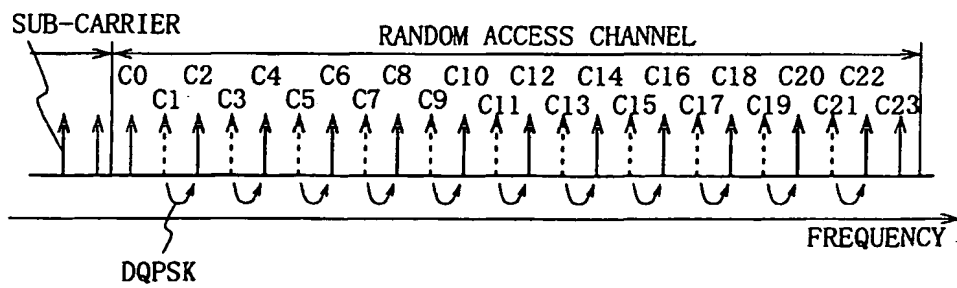 SUB-CARRIER
RANDOM ACCESS CHANNEL
C0 C2 C4 C6 C8 C10 C12 C14 C16 C18 C20 C22
C1 C3 C5 C7 C9 C11 C13 C15 C17 C19 C21 C23
FREQUENCY
DQPSK